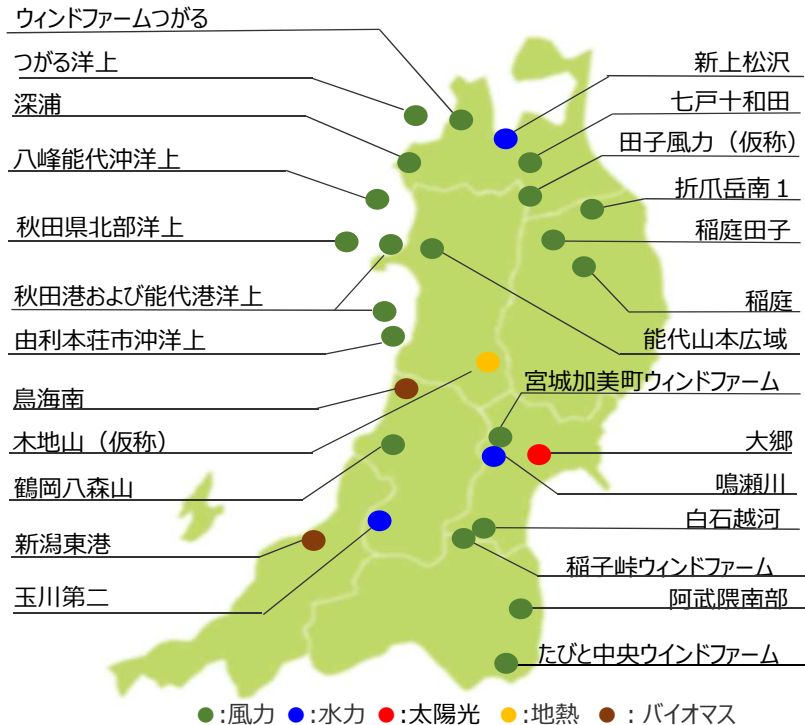 ウィンドファームつがる
つがる洋上
深浦
八峰能代沖洋上
秋田県北部洋上
秋田港および能代港洋上
由利本荘市沖洋上
鳥海南
木地山（仮称）
鶴岡八森山
新潟東港
玉川第二
新上松沢
七戸十和田
田子風力（仮称）
折爪岳南１
稲庭田子
稲庭
能代山本広域
宮城加美町ウィンドファーム
大郷
鳴瀬川
白石越河
稲子峠ウィンドファーム
阿武隈南部
たびと中央ウインドファーム
:風力 :水力 :太陽光 :地熱 : バイオマス